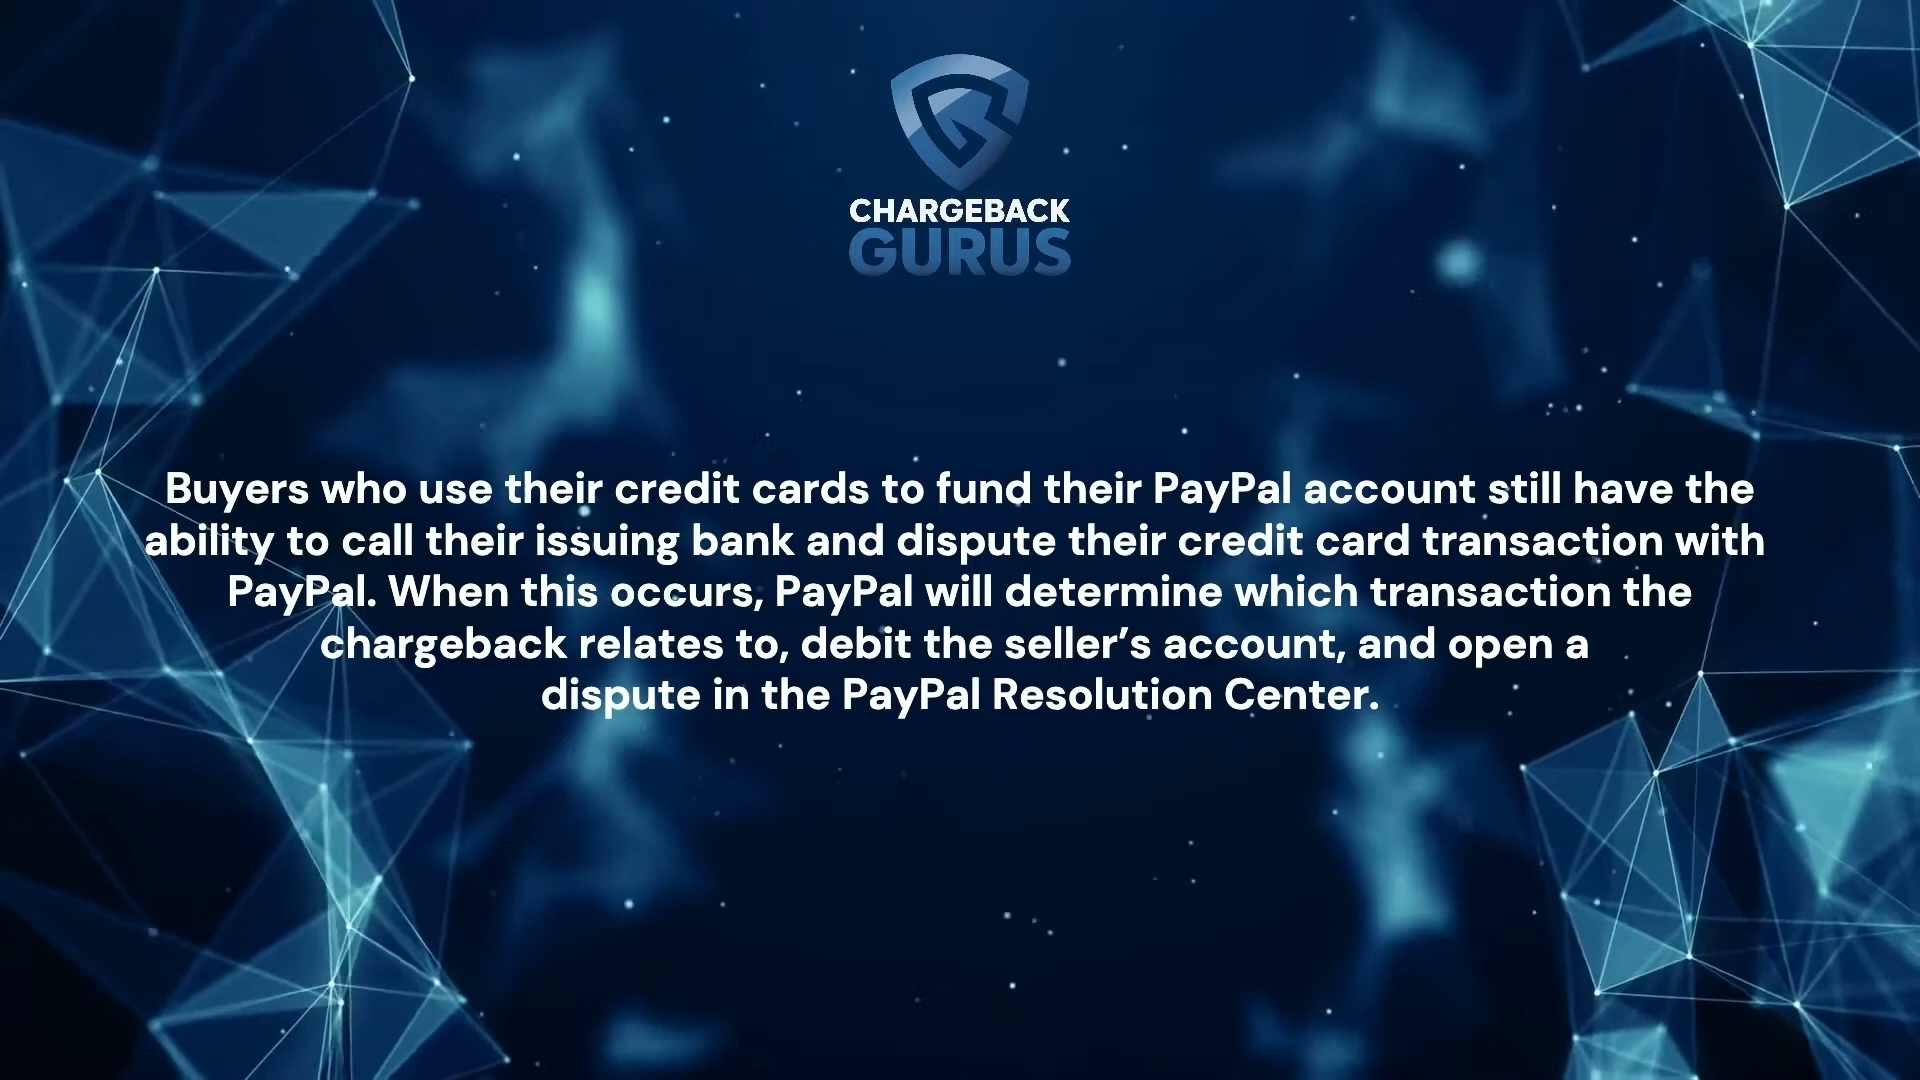 CHARGEBACK
GURUS
Buyers who use their credit cards to fund their PayPal account still have the
ability to call their issuing bank and dispute their credit card transaction with
PayPal. When this occurs, PayPal will determine which transaction the
chargeback relates to, debit the seller’s account, and open a
dispute in the PayPal Resolution Center.